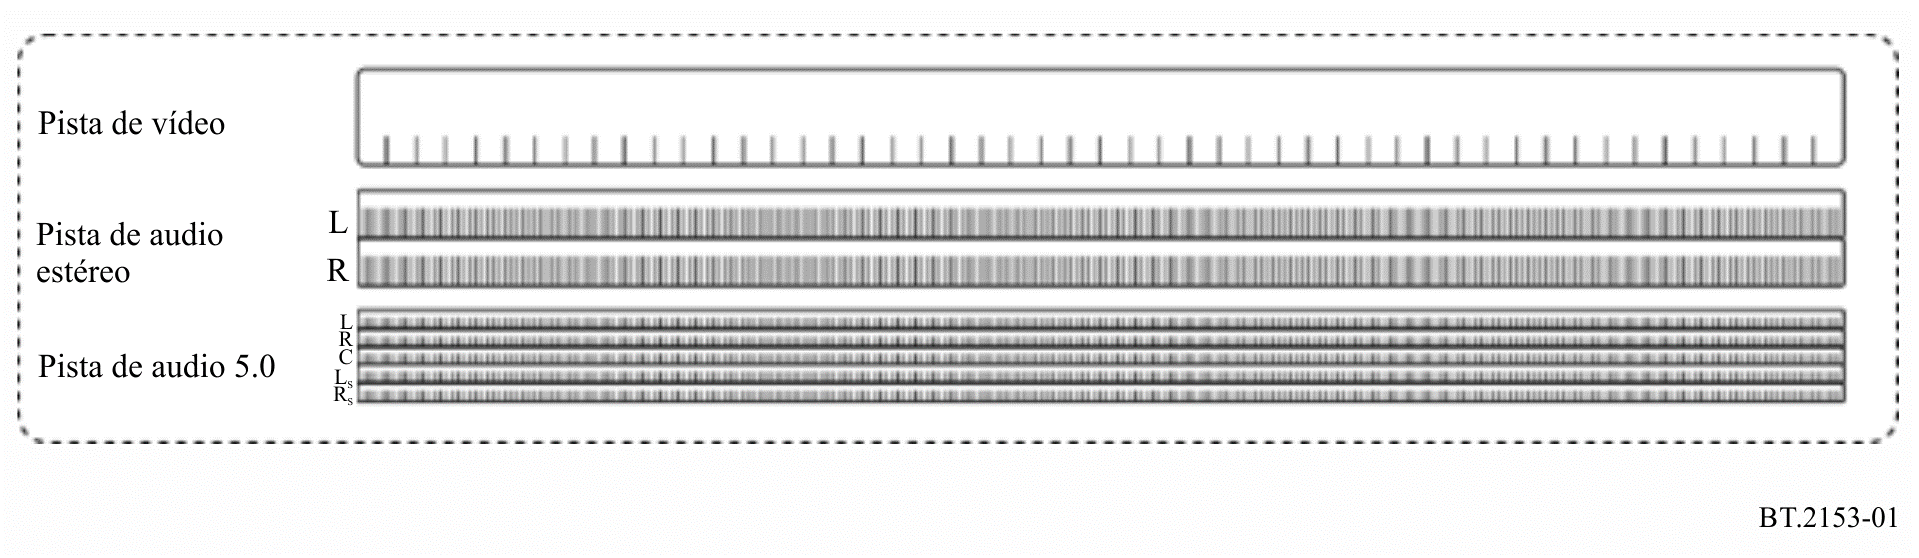 Pista de vídeo
Pista de audio
estéreo
L
R
Pista de audio 5.0
L
R
C
Ls
Rs
BT.2153-01